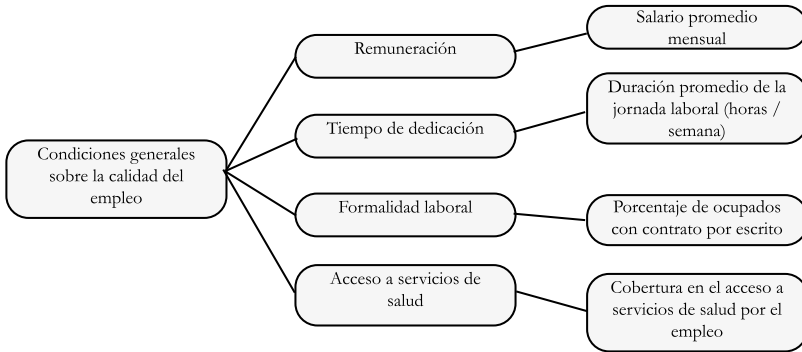 Condiciones generales
sobre la calidad del
empleo
Remuneración
Salario promedio
mensual
Tiempo de dedicación
Duración promedio de la
jornada laboral (horas /
semana)
Formalidad laboral
Porcentaje de ocupados
con contrato por escrito
Acceso a servicios de
salud
Cobertura en el acceso a
servicios de salud por el
empleo